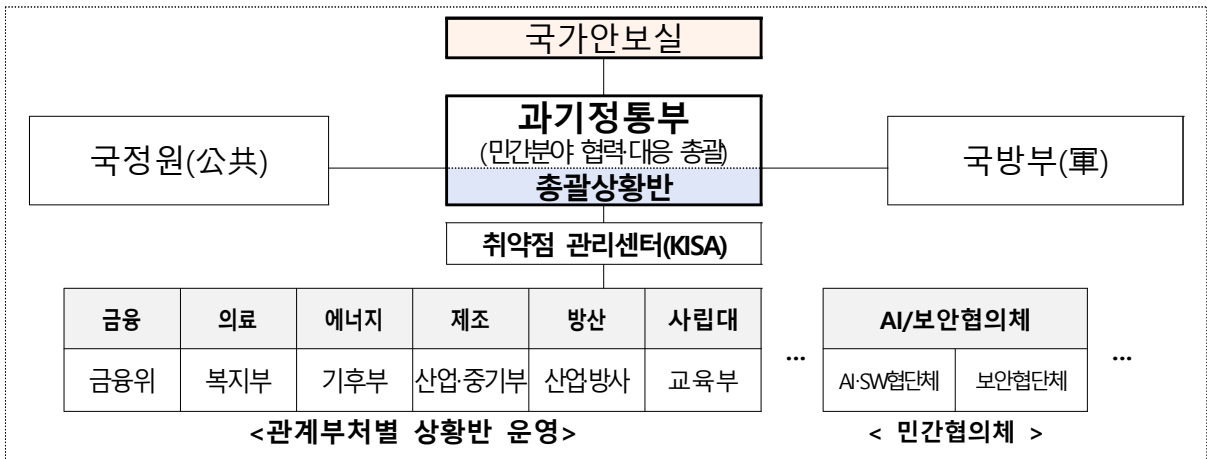 국가안보실
과기정통부
(민간분야 협력·대응 총괄)
총괄상황반
국정원(公共)
국방부(軍)
취약점 관리센터(KISA)
금융 의료 에너지 제조 방산 사립대 ... AI/보안협의체 ...
금융위 복지부 기후부 산업·중기부 산업·방사 교육부 AI·SW협단체 보안협단체
<관계부처별 상황반 운영> < 민간협의체 >